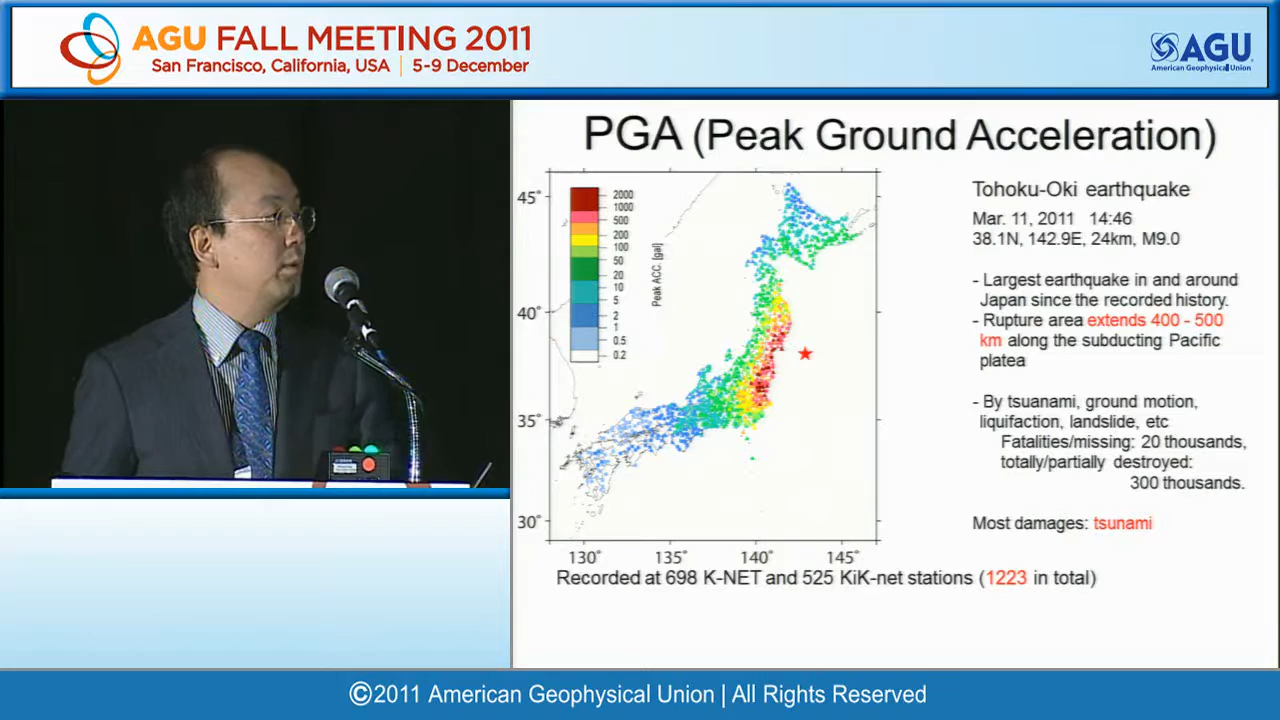 AGU FALL MEETING 2011
San Francisco, California, USA | 5-9 December
AGU
American Geophysical Union
PGA (Peak Ground Acceleration)
45°
40°
35°
30°
130°
135°
140°
145°
2000
1000
500
200
100
50
20
10
5
2
1
0.5
0.2
Peak ACC. [gal]
Tohoku-Oki earthquake
Mar. 11, 2011 14:46
38.1N, 142.9E, 24km, M9.0
- Largest earthquake in and around
Japan since the recorded history.
- Rupture area extends 400 - 500
km along the subducting Pacific
platea
- By tsuanami, ground motion,
liquifaction, landslide, etc
Fatalities/missing: 20 thousands,
totally/partially destroyed:
300 thousands.
Most damages: tsunami
Recorded at 698 K-NET and 525 KiK-net stations (1223 in total)
©2011 American Geophysical Union | All Rights Reserved